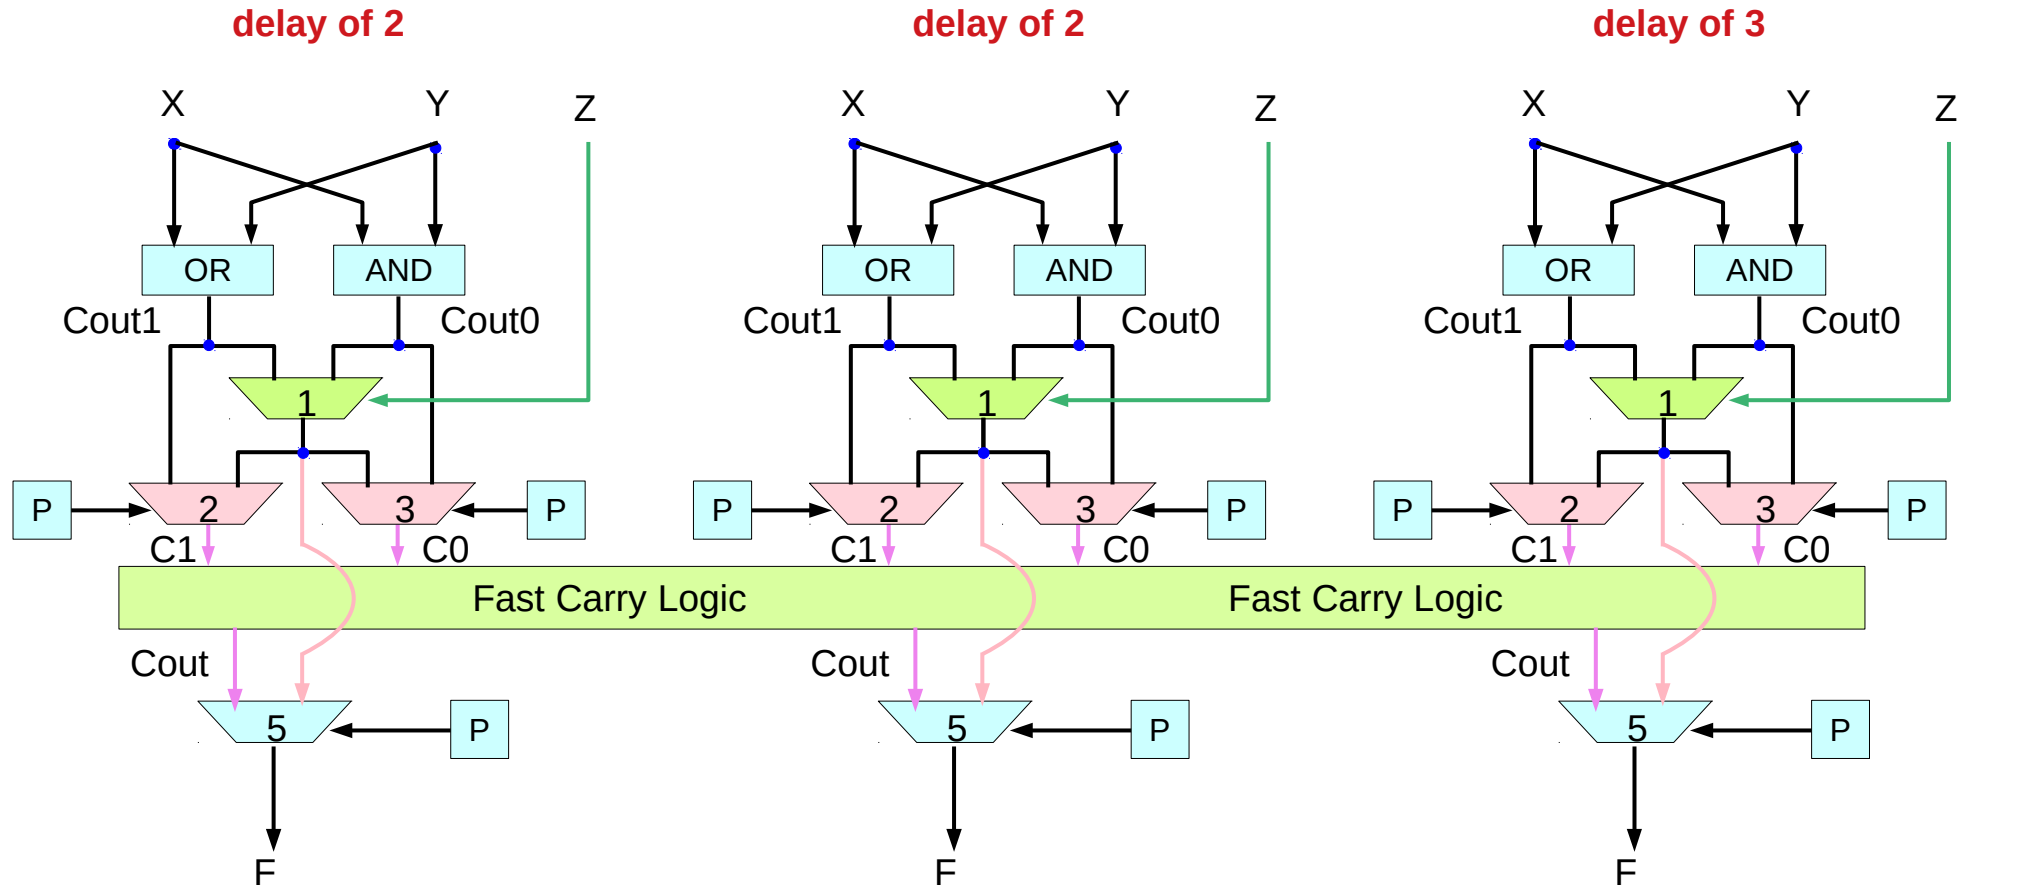 delay of 2 delay of 2 delay of 3
X Y Z X Y Z X Y Z
OR AND OR AND OR AND
Cout1 Cout0 Cout1 Cout0 Cout1 Cout0
1 1 1
P 2 3 P P 2 3 P P 2 3 P
C1 C0 C1 C0 C1 C0
Fast Carry Logic Fast Carry Logic
Cout Cout Cout
5 P 5 P 5 P
F F F